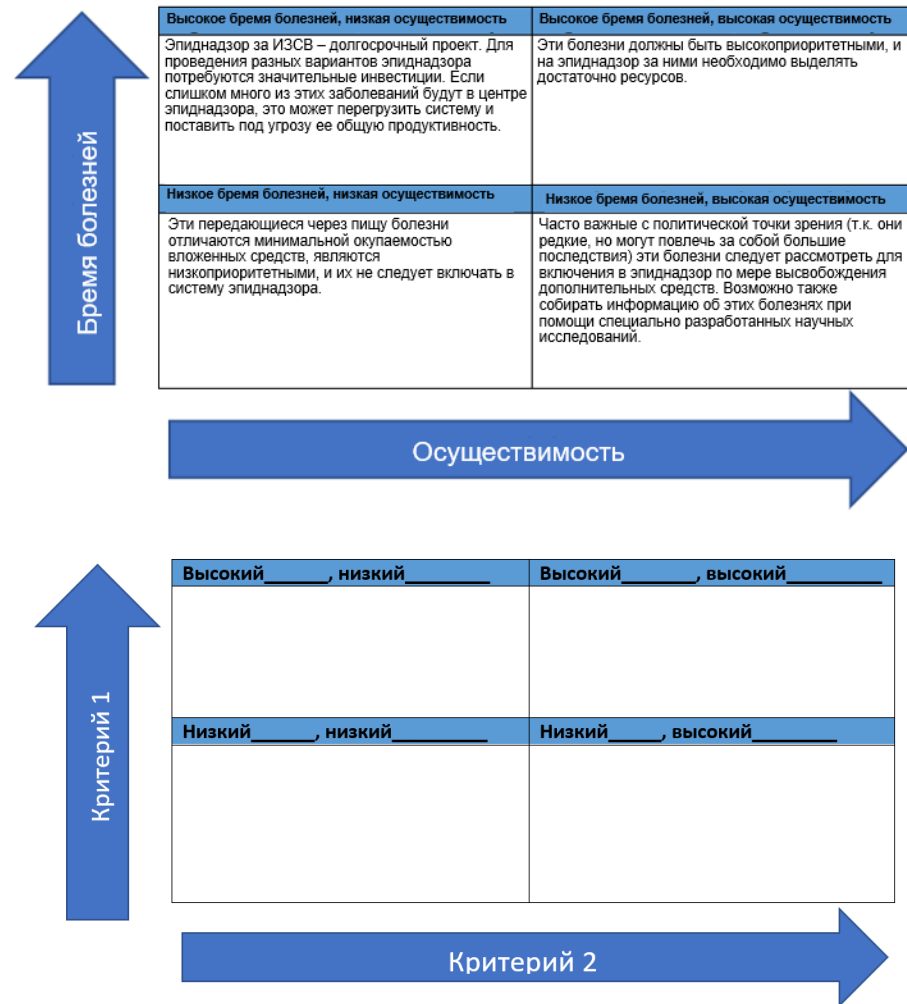 Высокое бремя болезней, низкая осуществимость
Высокое бремя болезней, высокая осуществимость
Эпиднадзор за ИЗСВ – долгосрочный проект. Для
проведения разных вариантов эпиднадзора
потребуются значительные инвестиции. Если
слишком много из этих заболеваний будут в центре
эпиднадзора, это может перегрузить систему и
поставить под угрозу ее общую продуктивность.
Эти болезни должны быть высокоприоритетными, и
на эпиднадзор за ними необходимо выделять
достаточно ресурсов.
Низкое бремя болезней, низкая осуществимость
Низкое бремя болезней, высокая осуществимость
Эти передающиеся через пищу болезни
отличаются минимальной окупаемостью
вложенных средств, являются
низкоприоритетными, и их не следует включать в
систему эпиднадзора.
Часто важные с политической точки зрения (т.к. они
редкие, но могут повлечь за собой большие
последствия) эти болезни следует рассмотреть для
включения в эпиднадзор по мере высвобождения
дополнительных средств. Возможно также
собирать информацию об этих болезнях при
помощи специально разработанных научных
исследований.
Бремя болезней
Осуществимость
Высокий______, низкий_________
Высокий_______, высокий__________
Низкий______, низкий_________
Низкий_____, высокий_________
Критерий 1
Критерий 2